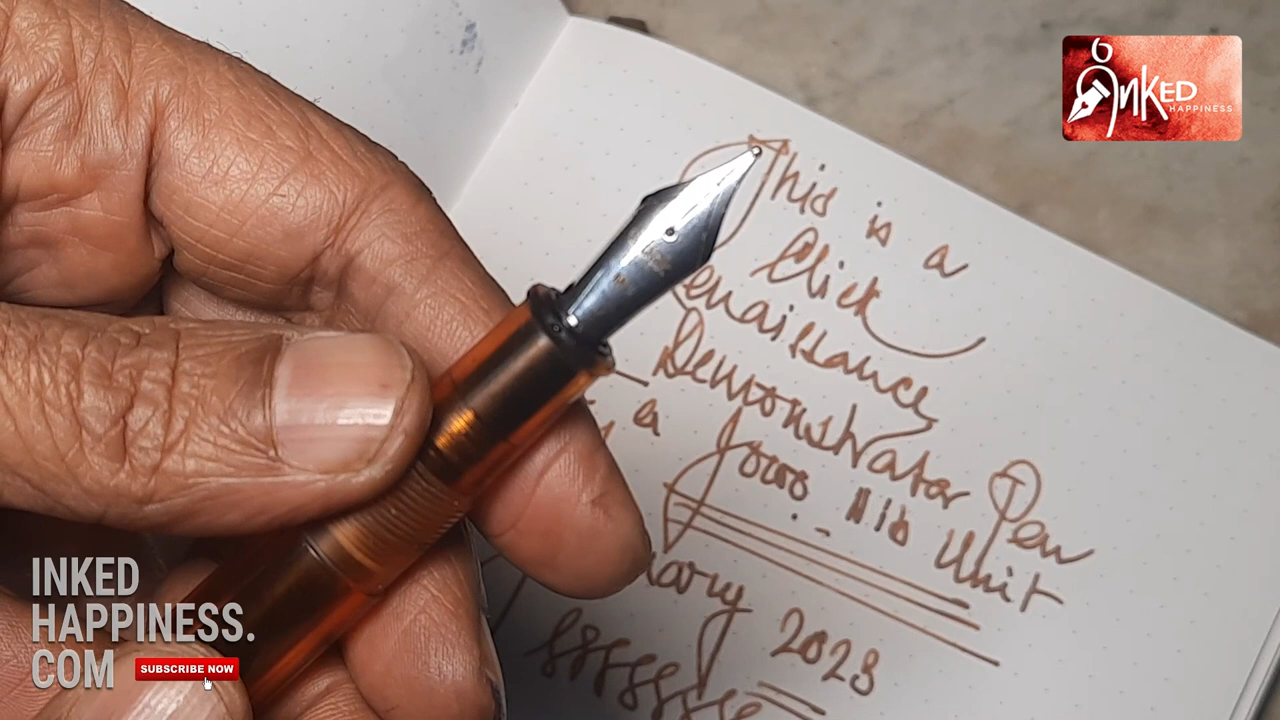 INKED
HAPPINESS
This is a
Click
Renaissance
Demonstrator Pen
a Jowo Nib Unit
2023
INKED
HAPPINESS.
COM
SUBSCRIBE NOW